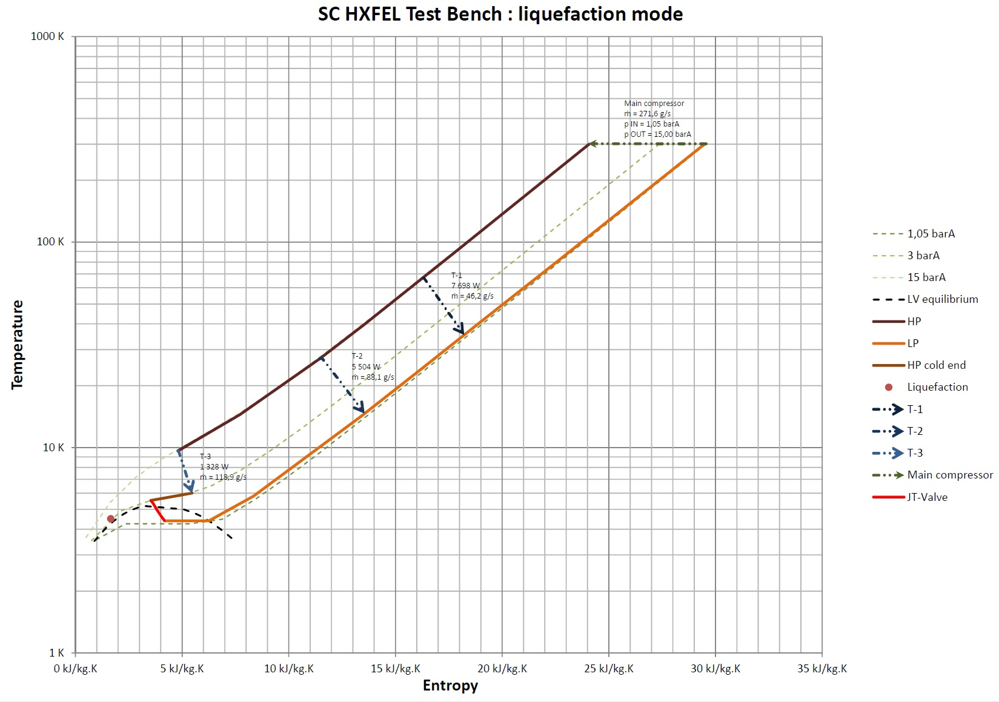 SC HXFEL Test Bench : liquefaction mode
1000 K
100 K
10 K
1 K
Temperature
Main compressor
ṁ = 271,6 g/s
p IN = 1,05 barA
p OUT = 15,00 barA
T-1
7 698 W
ṁ = 46,2 g/s
T-2
5 504 W
ṁ = 88,1 g/s
T-3
1 328 W
ṁ = 118,9 g/s
0 kJ/kg.K
5 kJ/kg.K
10 kJ/kg.K
15 kJ/kg.K
20 kJ/kg.K
25 kJ/kg.K
30 kJ/kg.K
35 kJ/kg.K
Entropy
1,05 barA
3 barA
15 barA
LV equilibrium
HP
LP
HP cold end
Liquefaction
T-1
T-2
T-3
Main compressor
JT-Valve